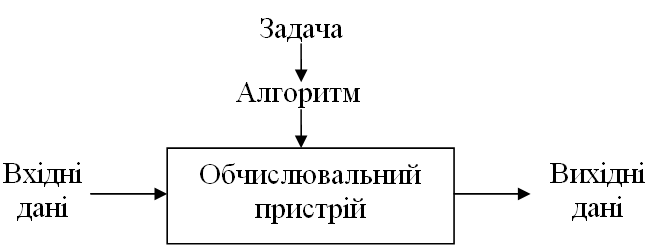 Задача
Алгоритм
Вхідні
дані
Обчислювальний
пристрій
Вихідні
дані